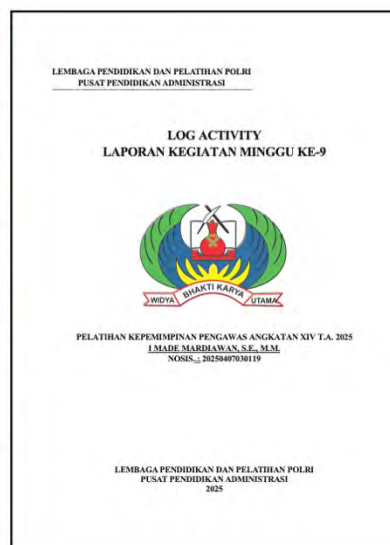 LEMBAGA PENDIDIKAN DAN PELATIHAN POLRI
PUSAT PENDIDIKAN ADMINISTRASI
LOG ACTIVITY
LAPORAN KEGIATAN MINGGU KE-9
WIDYA BHAKTI KARYA UTAMA
PELATIHAN KEPEMIMPINAN PENGAWAS ANGKATAN XIV T.A. 2025
I MADE MARDIAWAN, S.E., M.M.
NOSIS..: 20250407030119
LEMBAGA PENDIDIKAN DAN PELATIHAN POLRI
PUSAT PENDIDIKAN ADMINISTRASI
2025